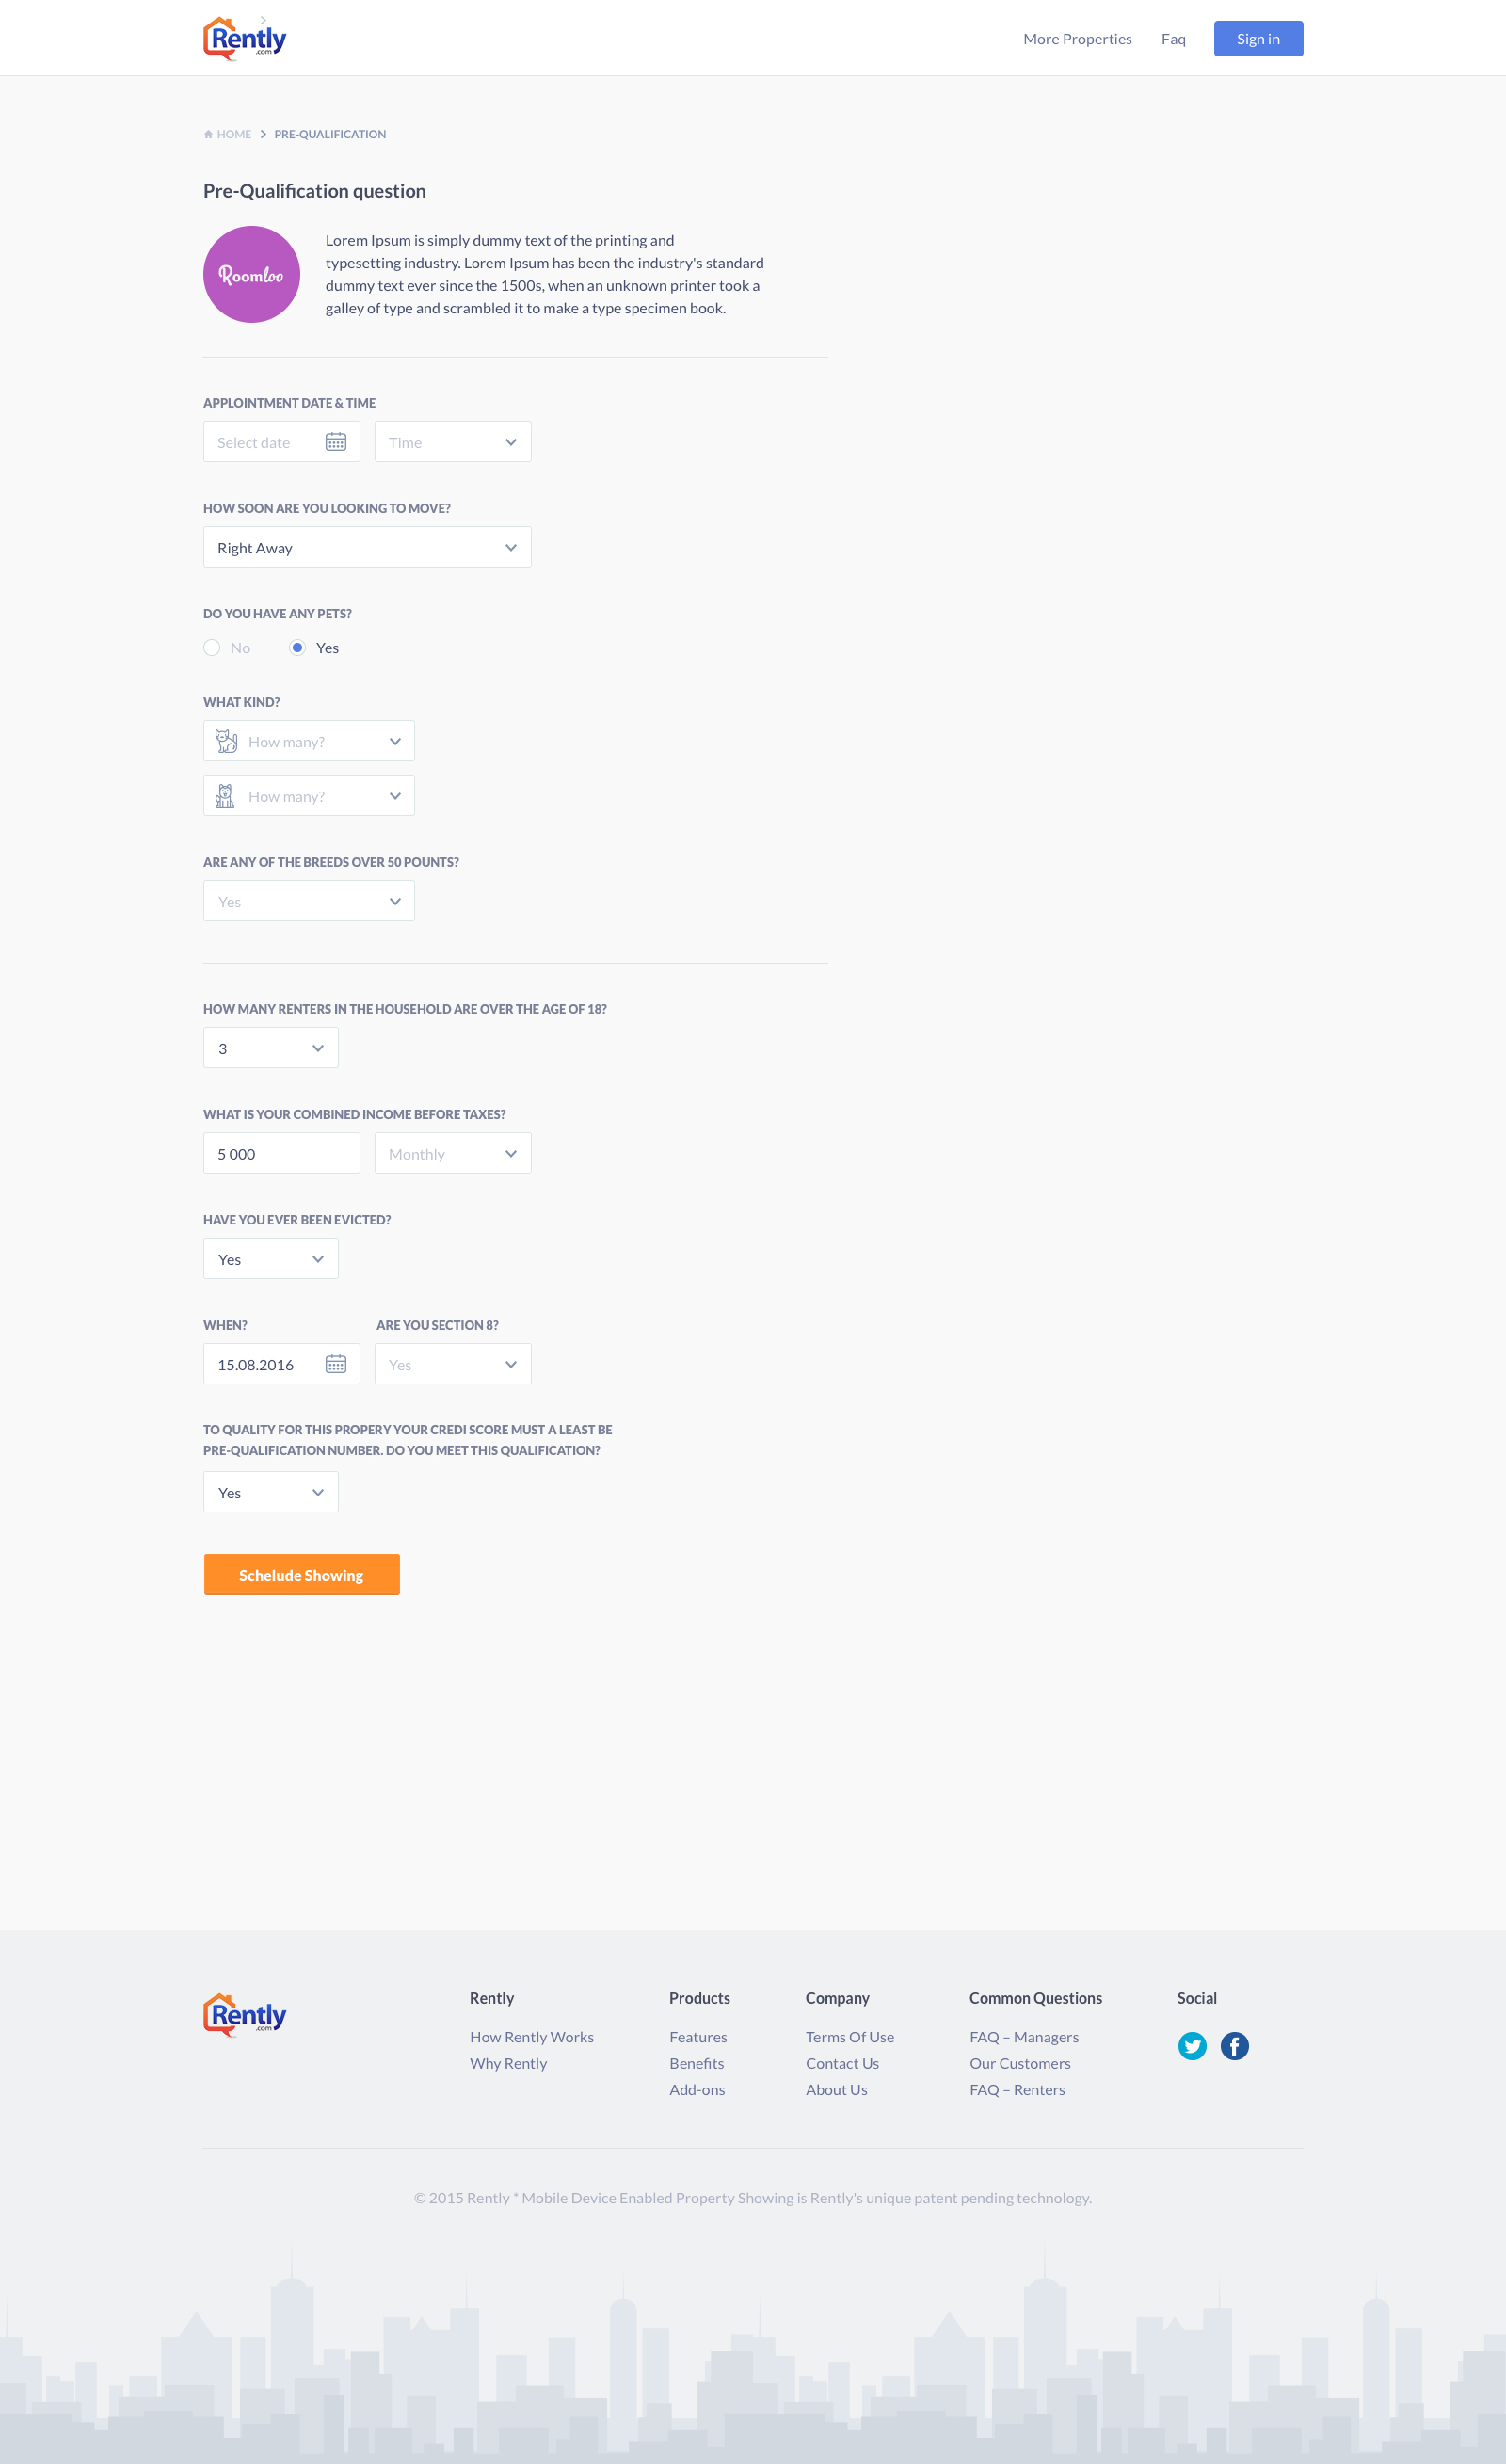 Rently
.com
More Properties
Faq
Sign in
HOME
PRE-QUALIFICATION
Pre-Qualification question
Roomloo
Lorem Ipsum is simply dummy text of the printing and
typesetting industry. Lorem Ipsum has been the industry's standard
dummy text ever since the 1500s, when an unknown printer took a
galley of type and scrambled it to make a type specimen book.
APPLOINTMENT DATE & TIME
Select date
Time
HOW SOON ARE YOU LOOKING TO MOVE?
Right Away
DO YOU HAVE ANY PETS?
No
Yes
WHAT KIND?
How many?
How many?
ARE ANY OF THE BREEDS OVER 50 POUNTS?
Yes
HOW MANY RENTERS IN THE HOUSEHOLD ARE OVER THE AGE OF 18?
3
WHAT IS YOUR COMBINED INCOME BEFORE TAXES?
5 000
Monthly
HAVE YOU EVER BEEN EVICTED?
Yes
WHEN?
ARE YOU SECTION 8?
15.08.2016
Yes
TO QUALITY FOR THIS PROPERY YOUR CREDI SCORE MUST A LEAST BE
PRE-QUALIFICATION NUMBER. DO YOU MEET THIS QUALIFICATION?
Yes
Schelude Showing
Rently
.com
Rently
How Rently Works
Why Rently
Products
Features
Benefits
Add-ons
Company
Terms Of Use
Contact Us
About Us
Common Questions
FAQ – Managers
Our Customers
FAQ – Renters
Social
© 2015 Rently * Mobile Device Enabled Property Showing is Rently's unique patent pending technology.